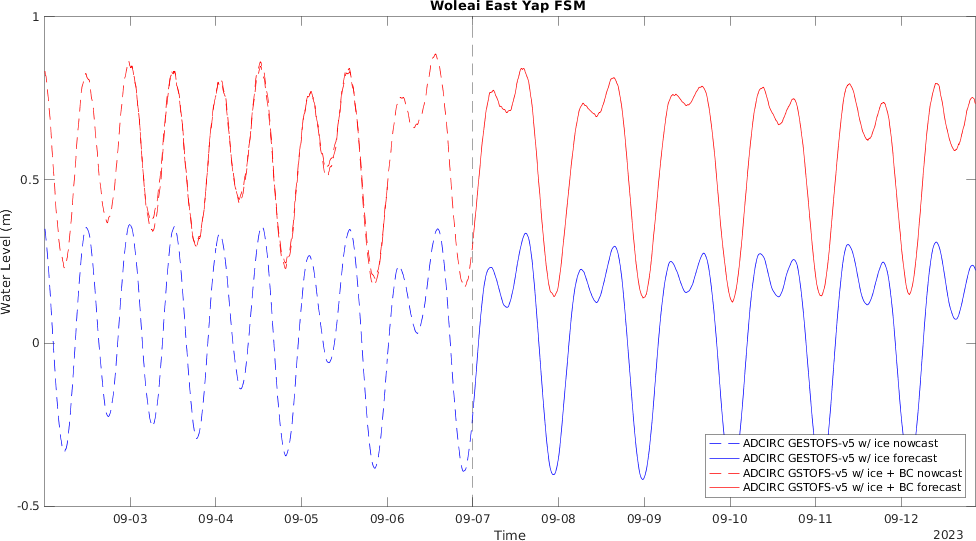 Woleai East Yap FSM
1
0.5
0
-0.5
Water Level (m)
ADCIRC GESTOFS-v5 w/ ice nowcast
ADCIRC GESTOFS-v5 w/ ice forecast
ADCIRC GSTOFS-v5 w/ ice + BC nowcast
ADCIRC GSTOFS-v5 w/ ice + BC forecast
09-03 09-04 09-05 09-06 09-07 09-08 09-09 09-10 09-11 09-12
Time
2023